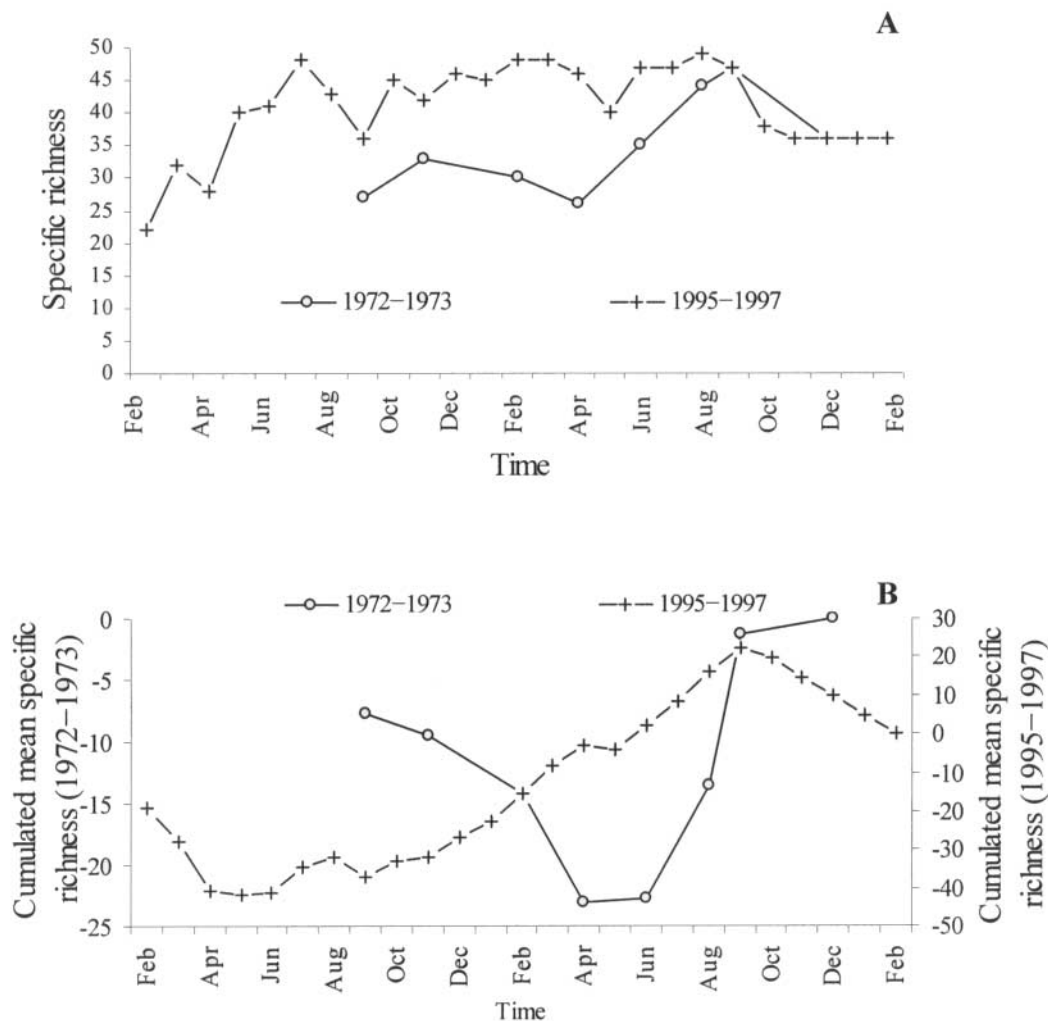 A
50
45
40
35
30
25
20
15
10
5
0
Specific richness
1972–1973
1995–1997
Feb
Apr
Jun
Aug
Oct
Dec
Feb
Apr
Jun
Aug
Oct
Dec
Feb
Time
B
1972–1973
1995–1997
0
-5
-10
-15
-20
-25
Cumulated mean specific
richness (1972–1973)
30
20
10
0
-10
-20
-30
-40
-50
Cumulated mean specific
richness (1995–1997)
Feb
Apr
Jun
Aug
Oct
Dec
Feb
Apr
Jun
Aug
Oct
Dec
Feb
Time